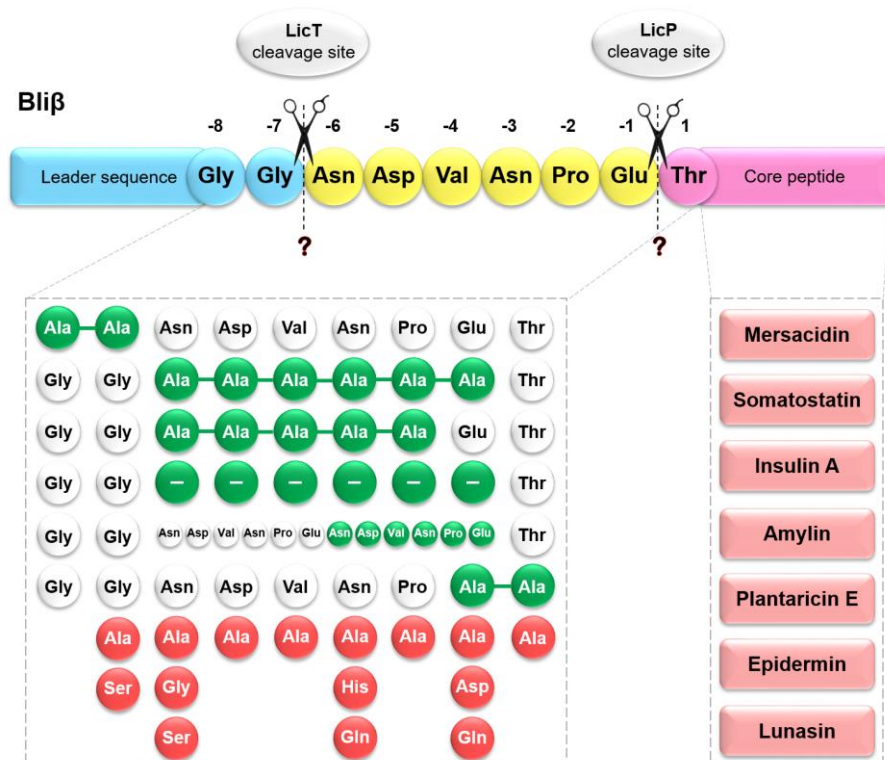 LicT
cleavage site
LicP
cleavage site
Bliβ
-8 -7 -6 -5 -4 -3 -2 -1 1
Leader sequence Gly Gly Asn Asp Val Asn Pro Glu Thr Core peptide
? ?
Ala Ala Asn Asp Val Asn Pro Glu Thr
Gly Gly Ala Ala Ala Ala Ala Ala Thr
Gly Gly Ala Ala Ala Ala Ala Glu Thr
Gly Gly – – – – – – Thr
Gly Gly Asn Asp Val Asn Pro Glu Asn Asp Val Asn Pro Glu Thr
Gly Gly Asn Asp Val Asn Pro Ala Ala
Ala Ala Ala Ala Ala Ala Ala Ala
Ser Gly His Asp
Ser Gln Gln
Mersacidin
Somatostatin
Insulin A
Amylin
Plantaricin E
Epidermin
Lunasin